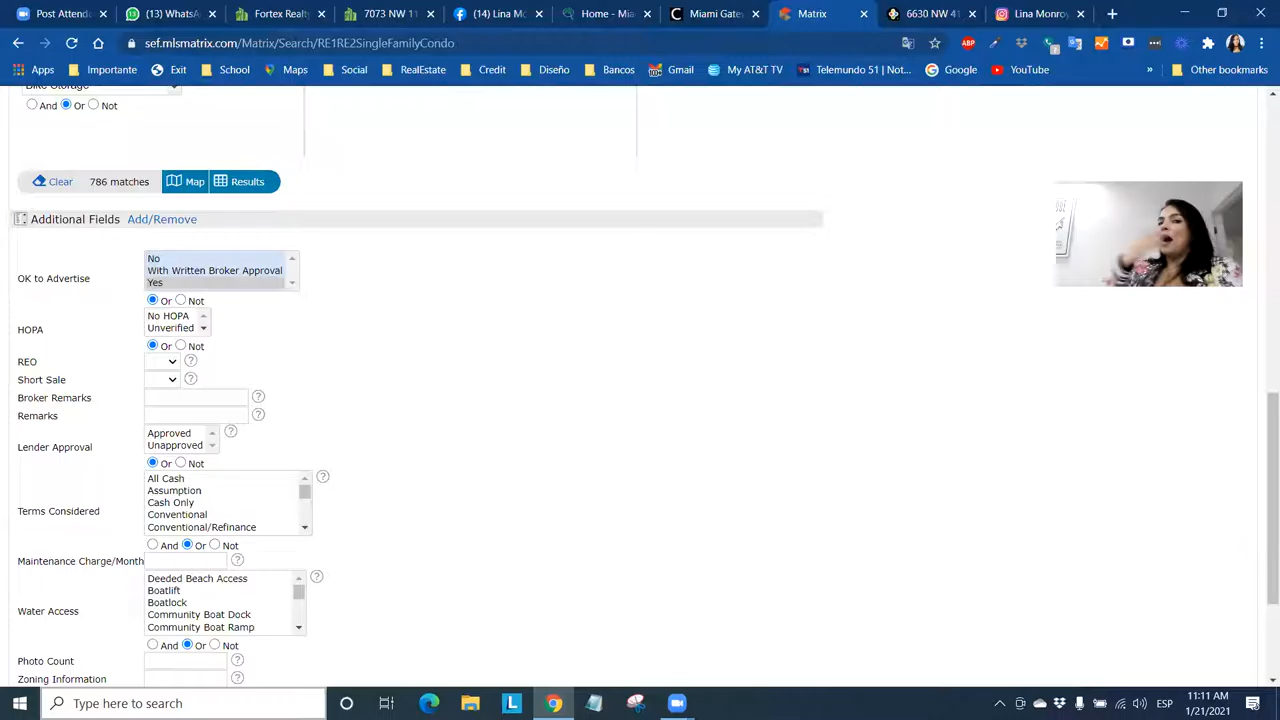 Post Attend
(13) WhatsA
Fortex Realty
7073 NW 11
(14) Lina Mo
Home - Mia
Miami Gates
Matrix
6630 NW 41
Lina Monroy
sef.mlsmatrix.com/Matrix/Search/RE1RE2SingleFamilyCondo
Apps Importante Exit School Maps Social RealEstate Credit Diseño Bancos Gmail My AT&T TV Telemundo 51 | Not... Google YouTube » Other bookmarks
Bike Storage
And Or Not
Clear 786 matches Map Results
Additional Fields Add/Remove
OK to Advertise
No
With Written Broker Approval
Yes
Or Not
HOPA
No HOPA
Unverified
Or Not
REO
Short Sale
Broker Remarks
Remarks
Lender Approval
Approved
Unapproved
Or Not
Terms Considered
All Cash
Assumption
Cash Only
Conventional
Conventional/Refinance
And Or Not
Maintenance Charge/Month
Water Access
Deeded Beach Access
Boatlift
Boatlock
Community Boat Dock
Community Boat Ramp
And Or Not
Photo Count
Zoning Information
Type here to search
ESP
11:11 AM
1/21/2021